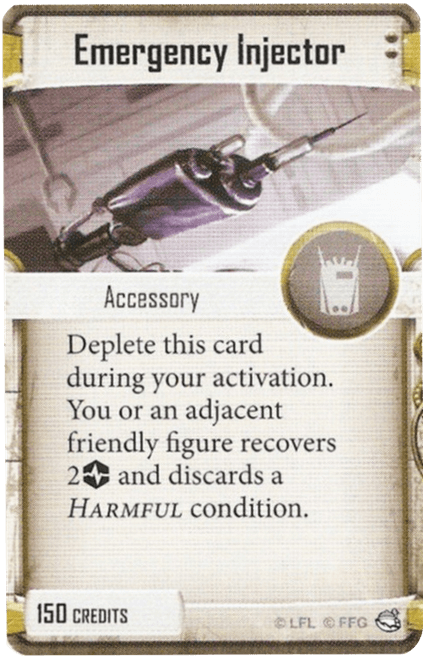 Emergency Injector
Accessory
Deplete this card
during your activation.
You or an adjacent
friendly figure recovers
2 and discards a
HARMFUL condition.
150 CREDITS
© LFL © FFG